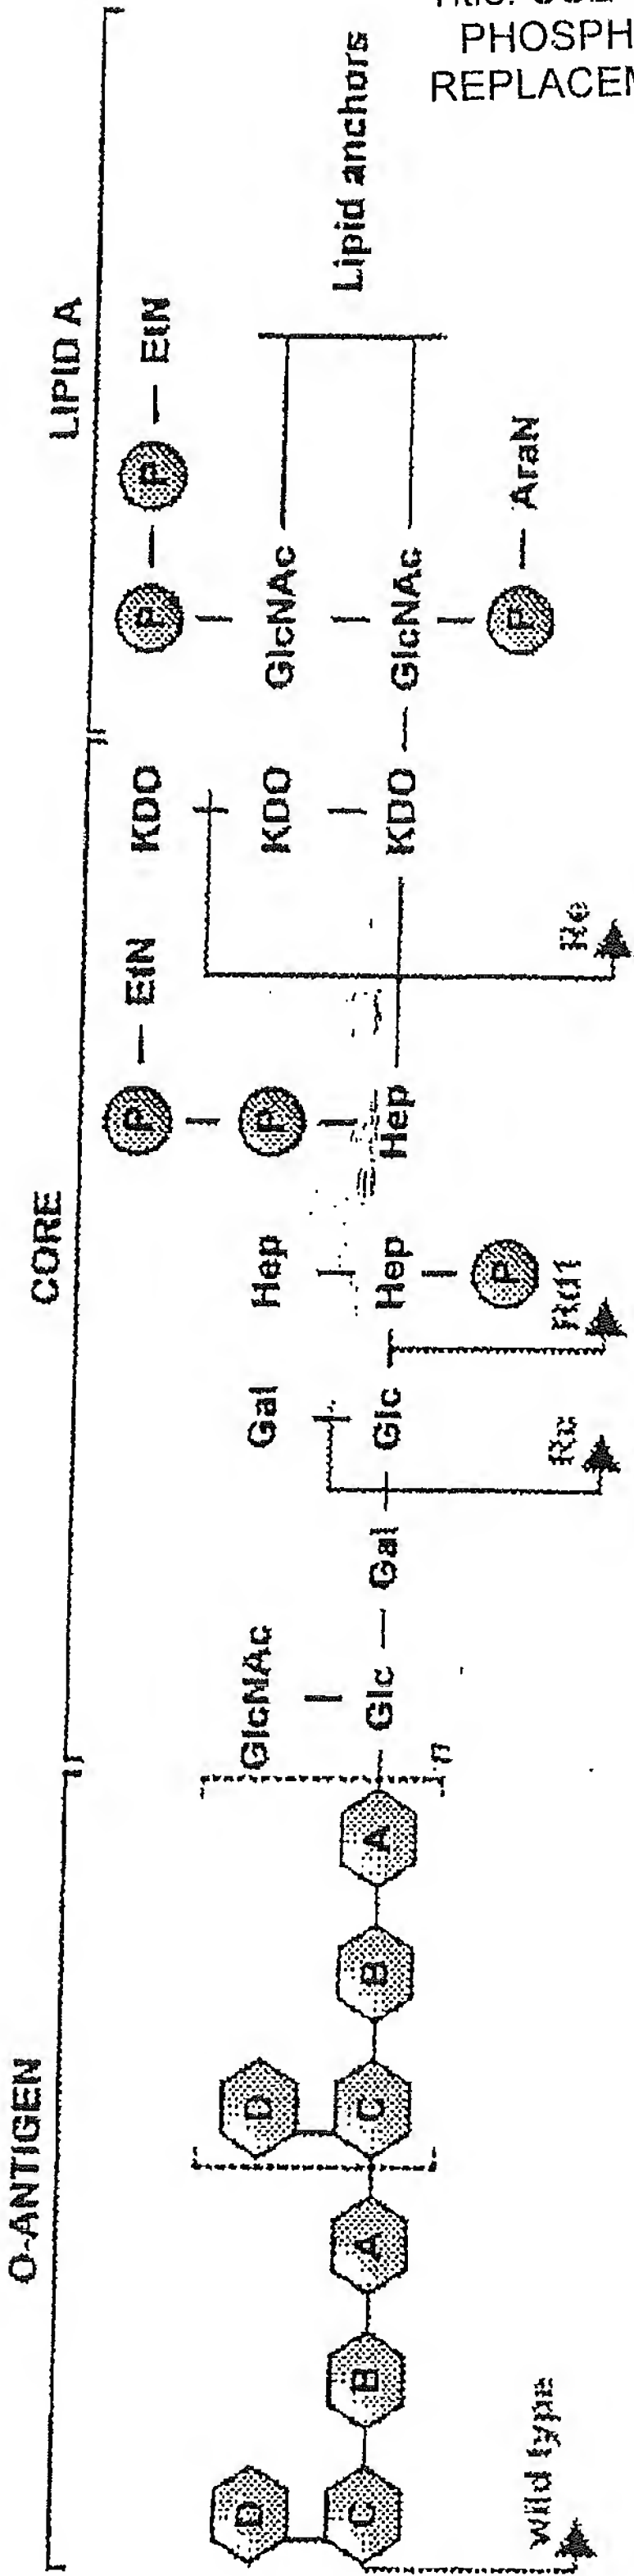 PHOSPH
REPLACEM
O-ANTIGEN
CORE
LIPID A
D
D
C
B
A
C
B
A
n
GlcNAc
Glc — Gal
Gal
Glc
Hep
Hep
P
P
P — EtN
Hep
KDO
KDO
KDO — GlcNAc
GlcNAc
P
P — EtN
P — AraN
Lipid anchors
wild type
Rc
Rd1
Re